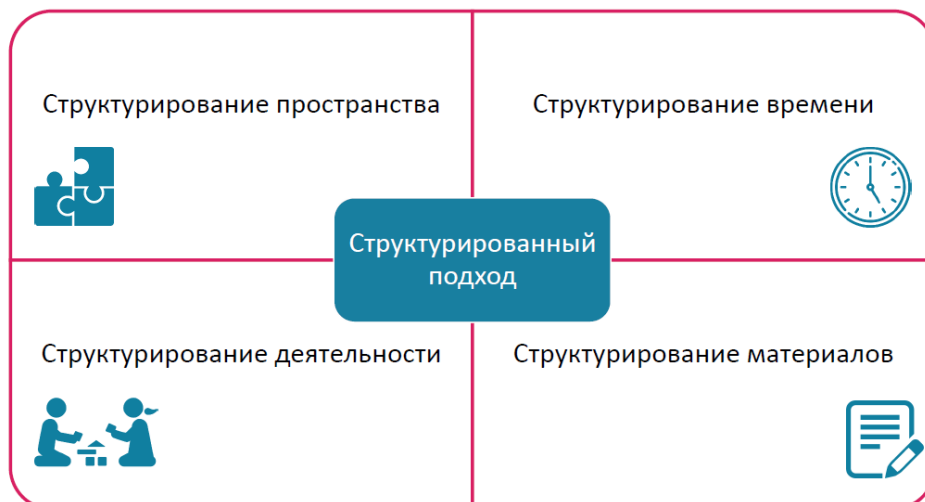 Структурирование пространства
Структурирование времени
Структурированный
подход
Структурирование деятельности
Структурирование материалов